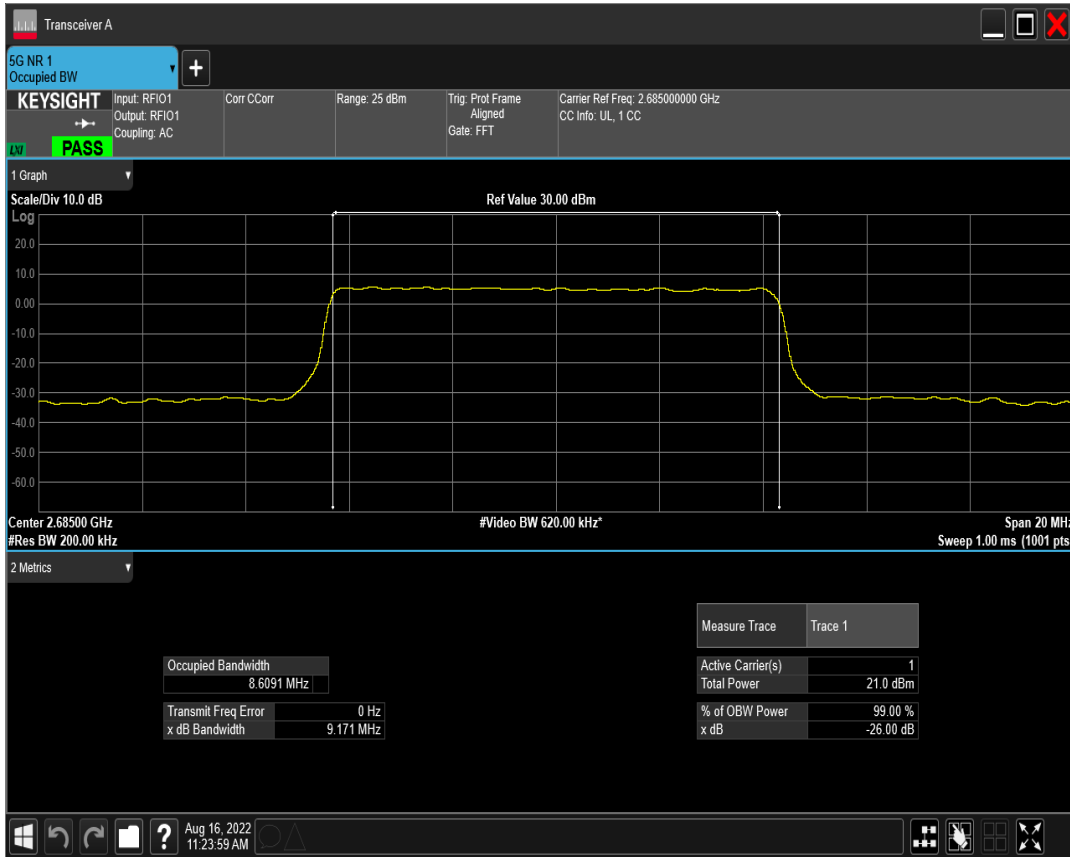 Transceiver A
5G NR 1
Occupied BW
KEYSIGHT
LXI
PASS
Input: RFIO1
Output: RFIO1
Coupling: AC
Corr CCorr
Range: 25 dBm
Trig: Prot Frame
Aligned
Gate: FFT
Carrier Ref Freq: 2.685000000 GHz
CC Info: UL, 1 CC
1 Graph
Scale/Div 10.0 dB
Ref Value 30.00 dBm
Log
20.0
10.0
0.00
-10.0
-20.0
-30.0
-40.0
-50.0
-60.0
Center 2.68500 GHz
#Video BW 620.00 kHz*
Span 20 MHz
#Res BW 200.00 kHz
Sweep 1.00 ms (1001 pts
2 Metrics
Measure Trace Trace 1
Occupied Bandwidth
8.6091 MHz
Active Carrier(s) 1
Total Power 21.0 dBm
Transmit Freq Error 0 Hz
x dB Bandwidth 9.171 MHz
% of OBW Power 99.00 %
x dB -26.00 dB
?
Aug 16, 2022
11:23:59 AM